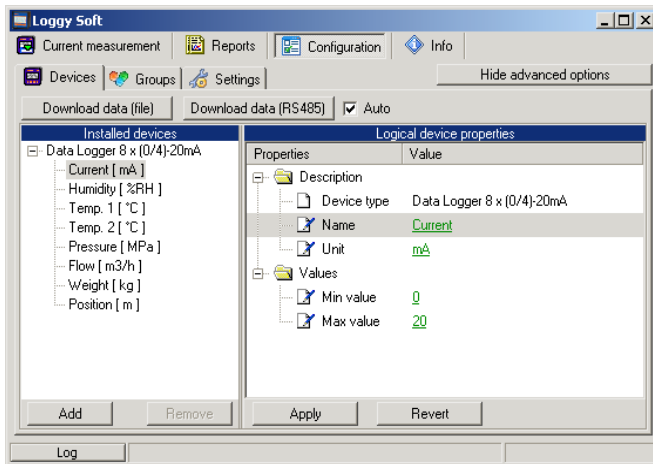 Loggy Soft
Current measurement Reports Configuration Info
Devices Groups Settings Hide advanced options
Download data (file) Download data (RS485) Auto
Installed devices Logical device properties
Data Logger 8 x (0/4)-20mA Properties Value
Current [ mA ] Description
Humidity [ %RH ] Device type Data Logger 8 x (0/4)-20mA
Temp. 1 [ °C ] Name Current
Temp. 2 [ °C ] Unit mA
Pressure [ MPa ] Values
Flow [ m3/h ] Min value 0
Weight [ kg ] Max value 20
Position [ m ]
Add Remove Apply Revert
Log